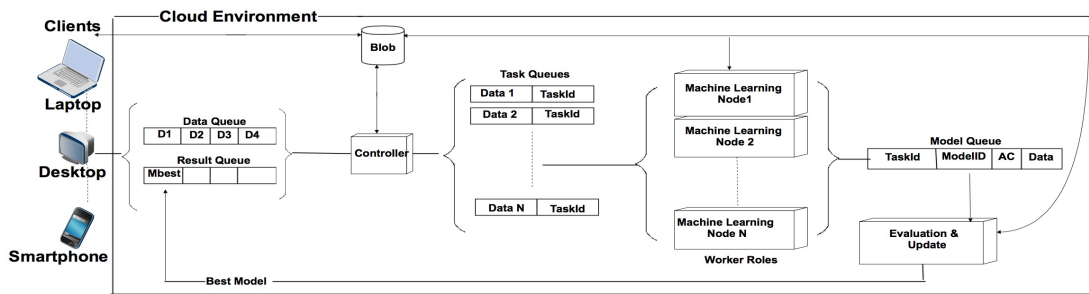 Cloud Environment
Clients
Blob
Laptop
Desktop
Smartphone
Data Queue
D1 D2 D3 D4
Result Queue
Mbest
Controller
Task Queues
Data 1 TaskId
Data 2 TaskId
Data N TaskId
Machine Learning
Node1
Machine Learning
Node 2
Machine Learning
Node N
Worker Roles
Model Queue
TaskId ModelID AC Data
Evaluation &
Update
Best Model